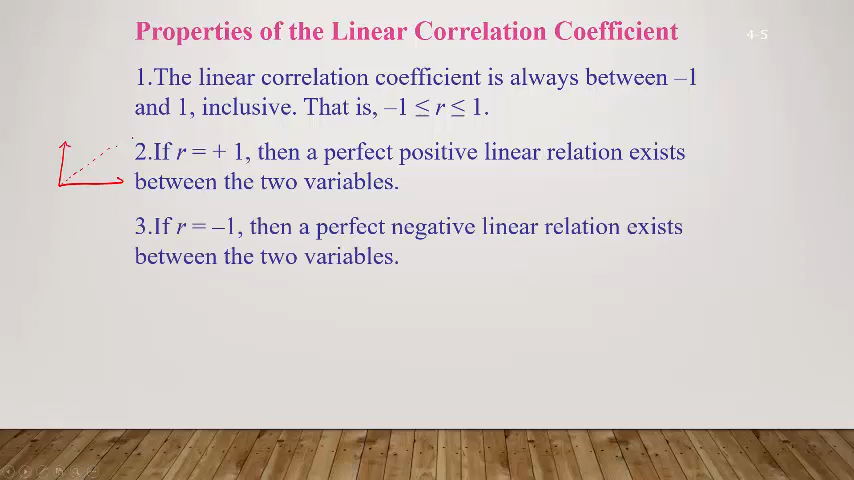 Properties of the Linear Correlation Coefficient
4-5
1.The linear correlation coefficient is always between –1
and 1, inclusive. That is, –1 ≤ r ≤ 1.
2.If r = + 1, then a perfect positive linear relation exists
between the two variables.
3.If r = –1, then a perfect negative linear relation exists
between the two variables.